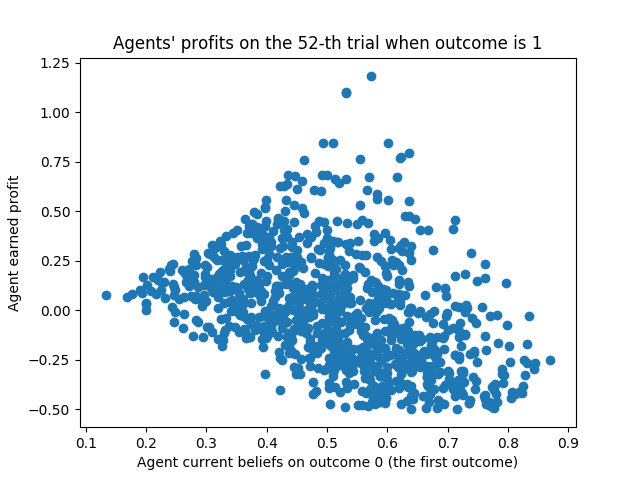 Agents' profits on the 52-th trial when outcome is 1
1.25
1.00
0.75
0.50
0.25
0.00
−0.25
−0.50
Agent earned profit
0.1 0.2 0.3 0.4 0.5 0.6 0.7 0.8 0.9
Agent current beliefs on outcome 0 (the first outcome)